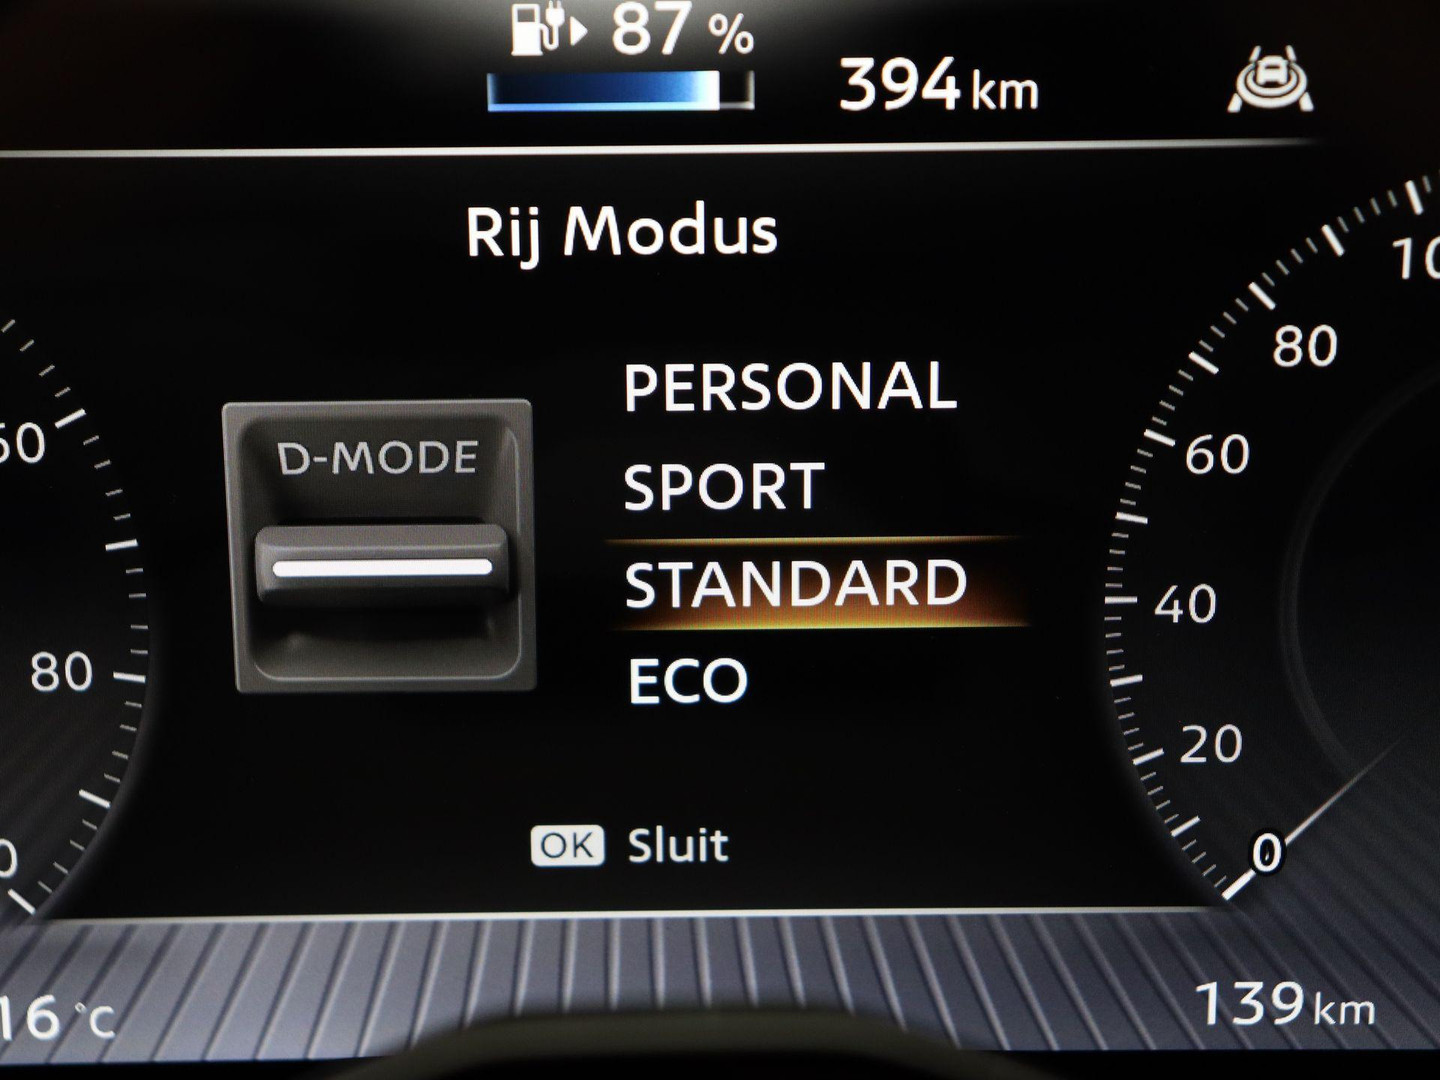 87 %
394 km
Rij Modus
D-MODE
PERSONAL
SPORT
STANDARD
ECO
OK Sluit
80
80
60
40
20
0
16 °C
139 km